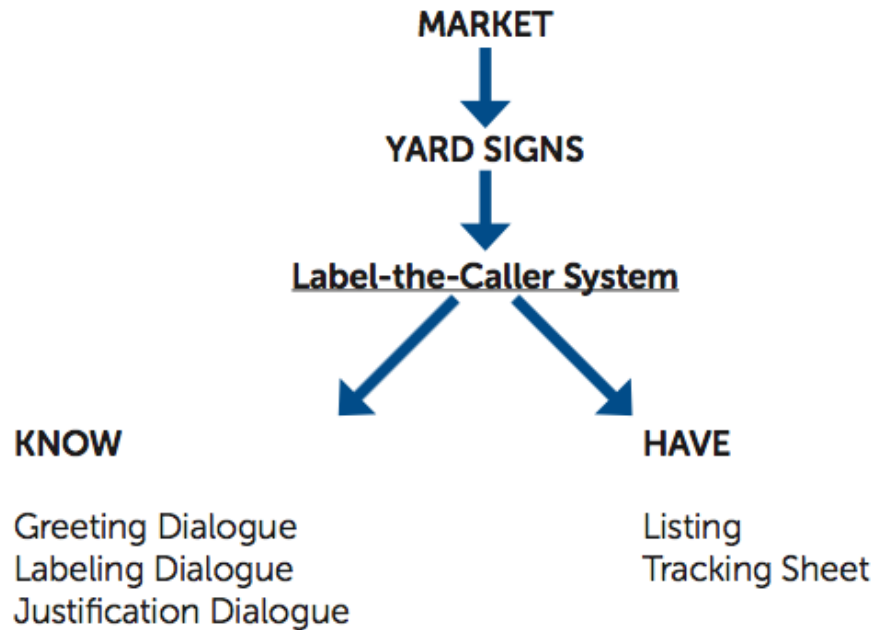 MARKET
YARD SIGNS
Label-the-Caller System
KNOW
Greeting Dialogue
Labeling Dialogue
Justification Dialogue
HAVE
Listing
Tracking Sheet